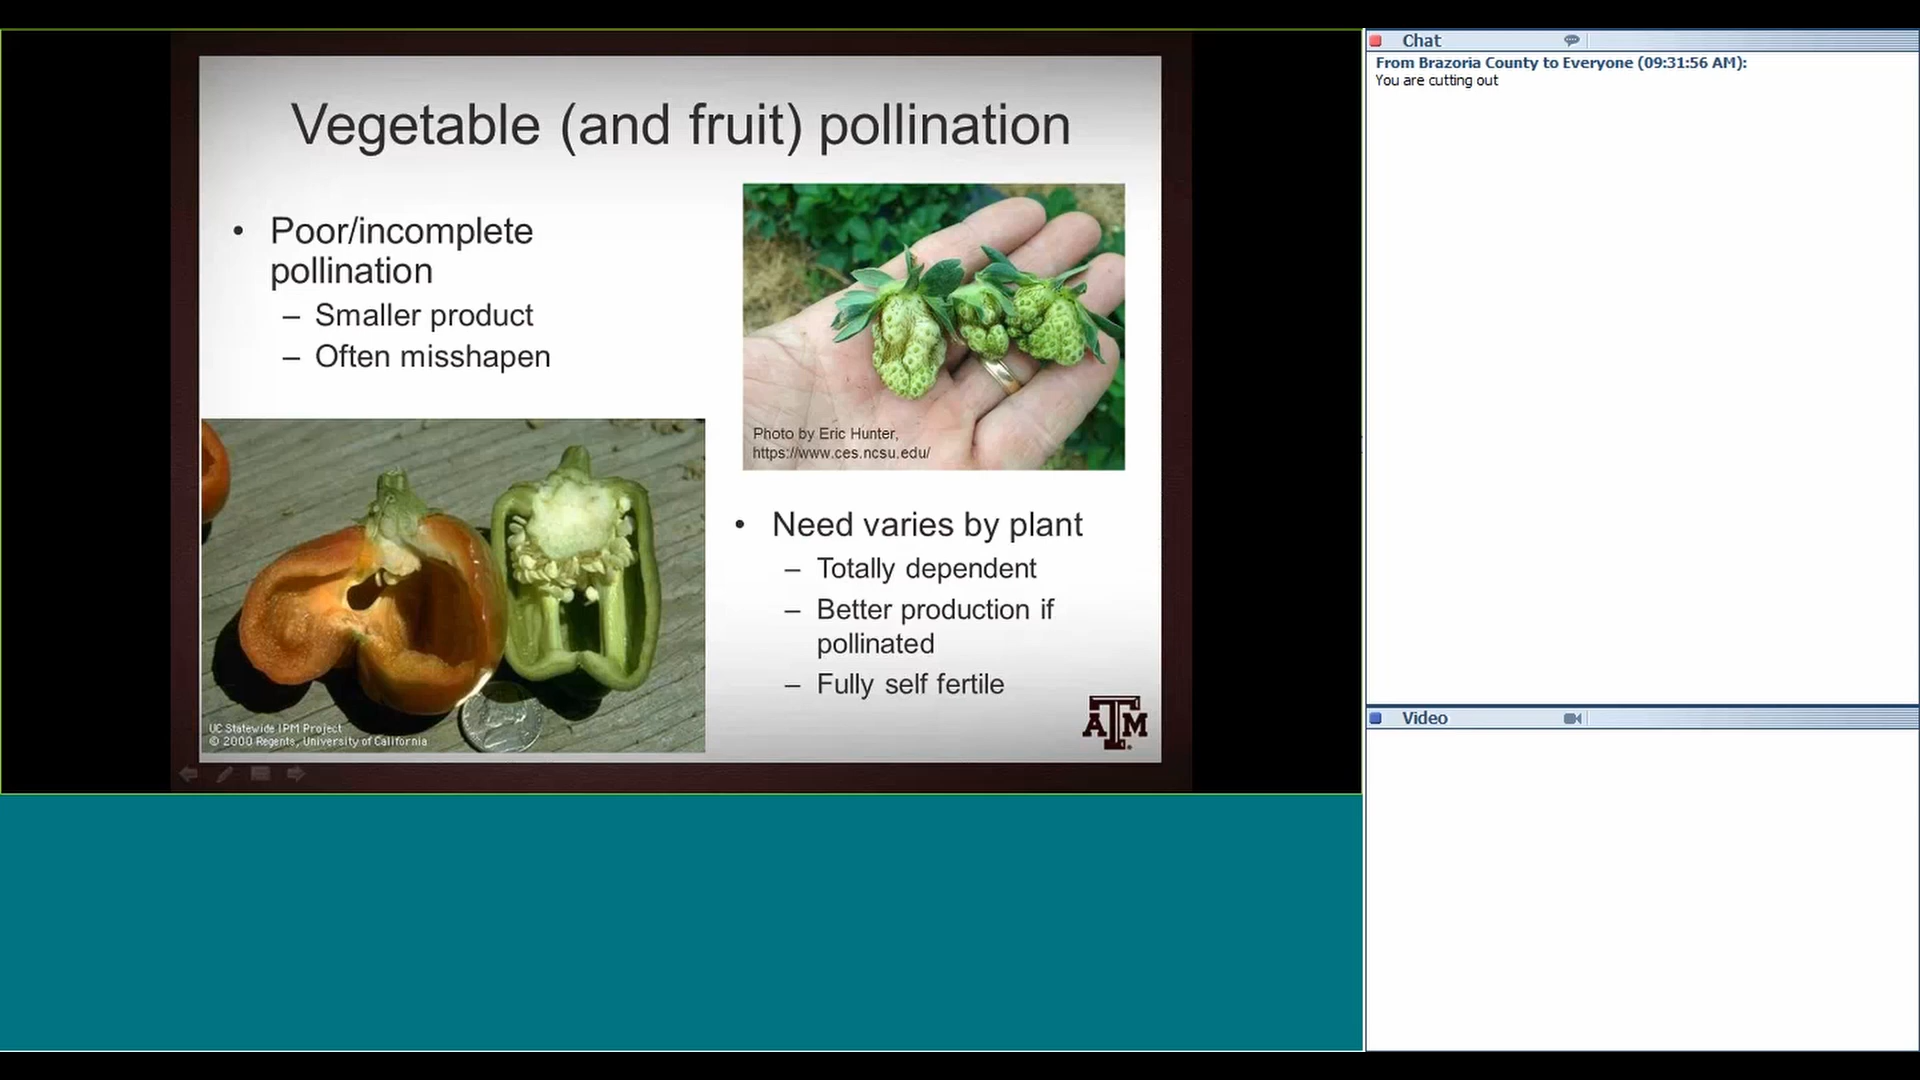 Vegetable (and fruit) pollination
• Poor/incomplete
pollination
– Smaller product
– Often misshapen
Photo by Eric Hunter,
https://www.ces.ncsu.edu/
UC Statewide IPM Project
© 2000 Regents, University of California
• Need varies by plant
– Totally dependent
– Better production if
pollinated
– Fully self fertile
ATM
Chat
From Brazoria County to Everyone (09:31:56 AM):
You are cutting out
Video